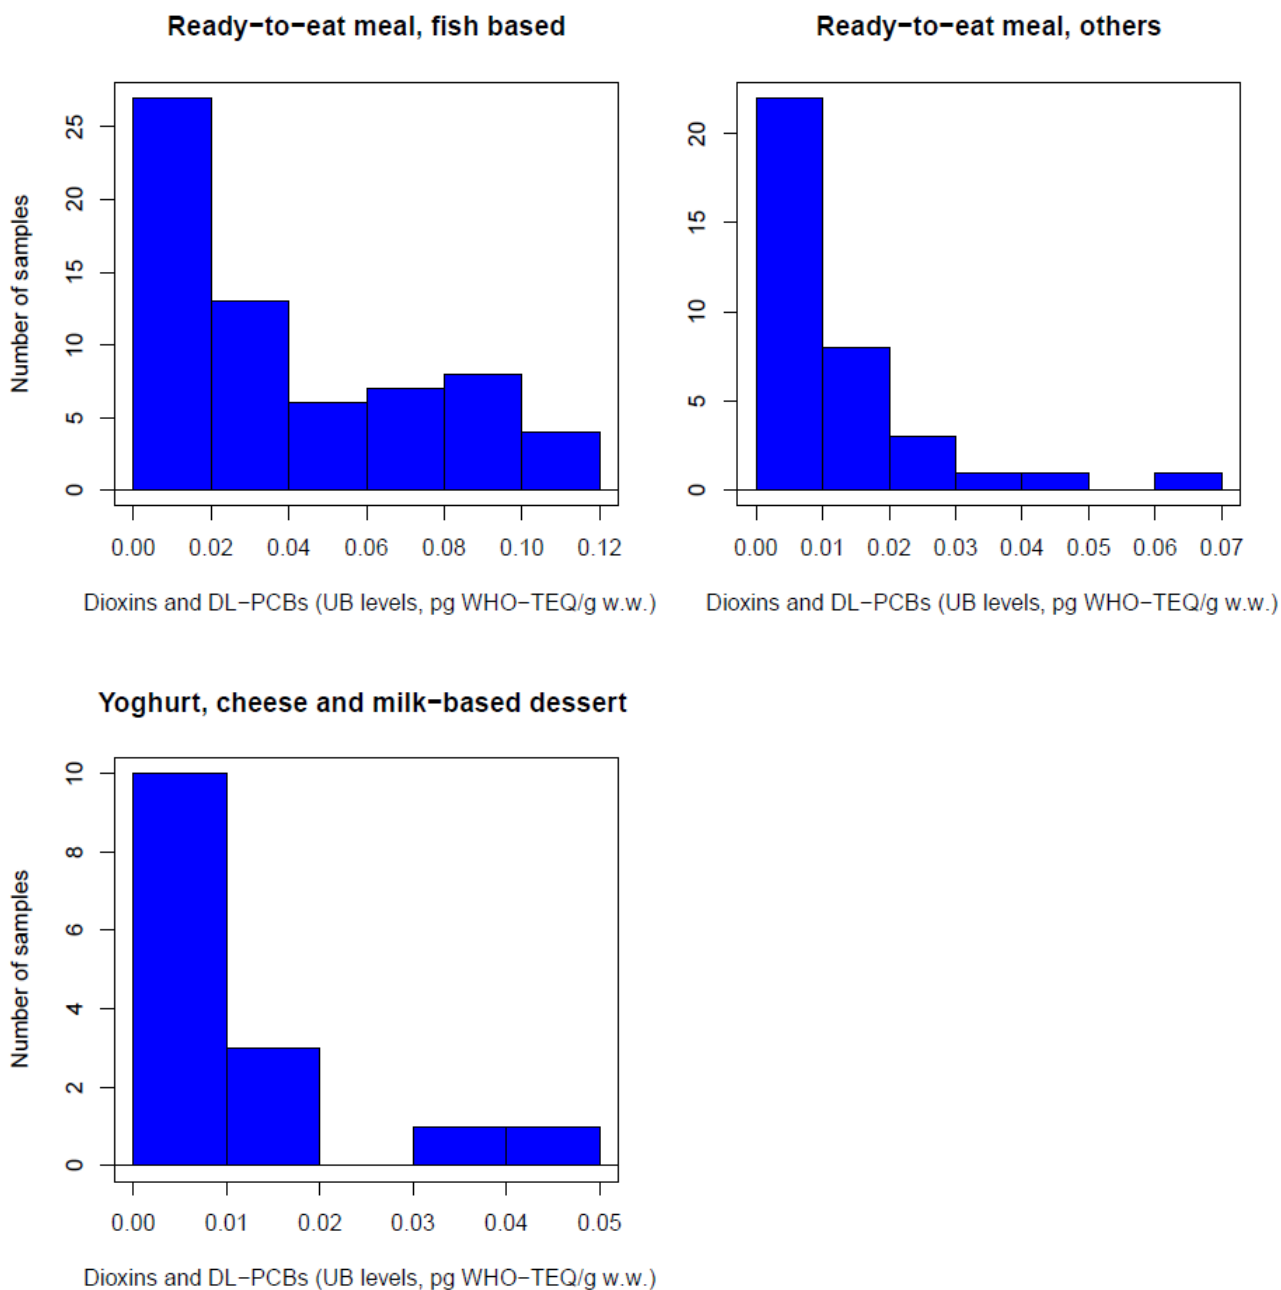 Ready−to−eat meal, fish based
Number of samples
25
20
15
10
5
0
0.00 0.02 0.04 0.06 0.08 0.10 0.12
Dioxins and DL−PCBs (UB levels, pg WHO−TEQ/g w.w.)
Ready−to−eat meal, others
20
15
10
5
0
0.00 0.01 0.02 0.03 0.04 0.05 0.06 0.07
Dioxins and DL−PCBs (UB levels, pg WHO−TEQ/g w.w.)
Yoghurt, cheese and milk−based dessert
Number of samples
10
8
6
4
2
0
0.00 0.01 0.02 0.03 0.04 0.05
Dioxins and DL−PCBs (UB levels, pg WHO−TEQ/g w.w.)